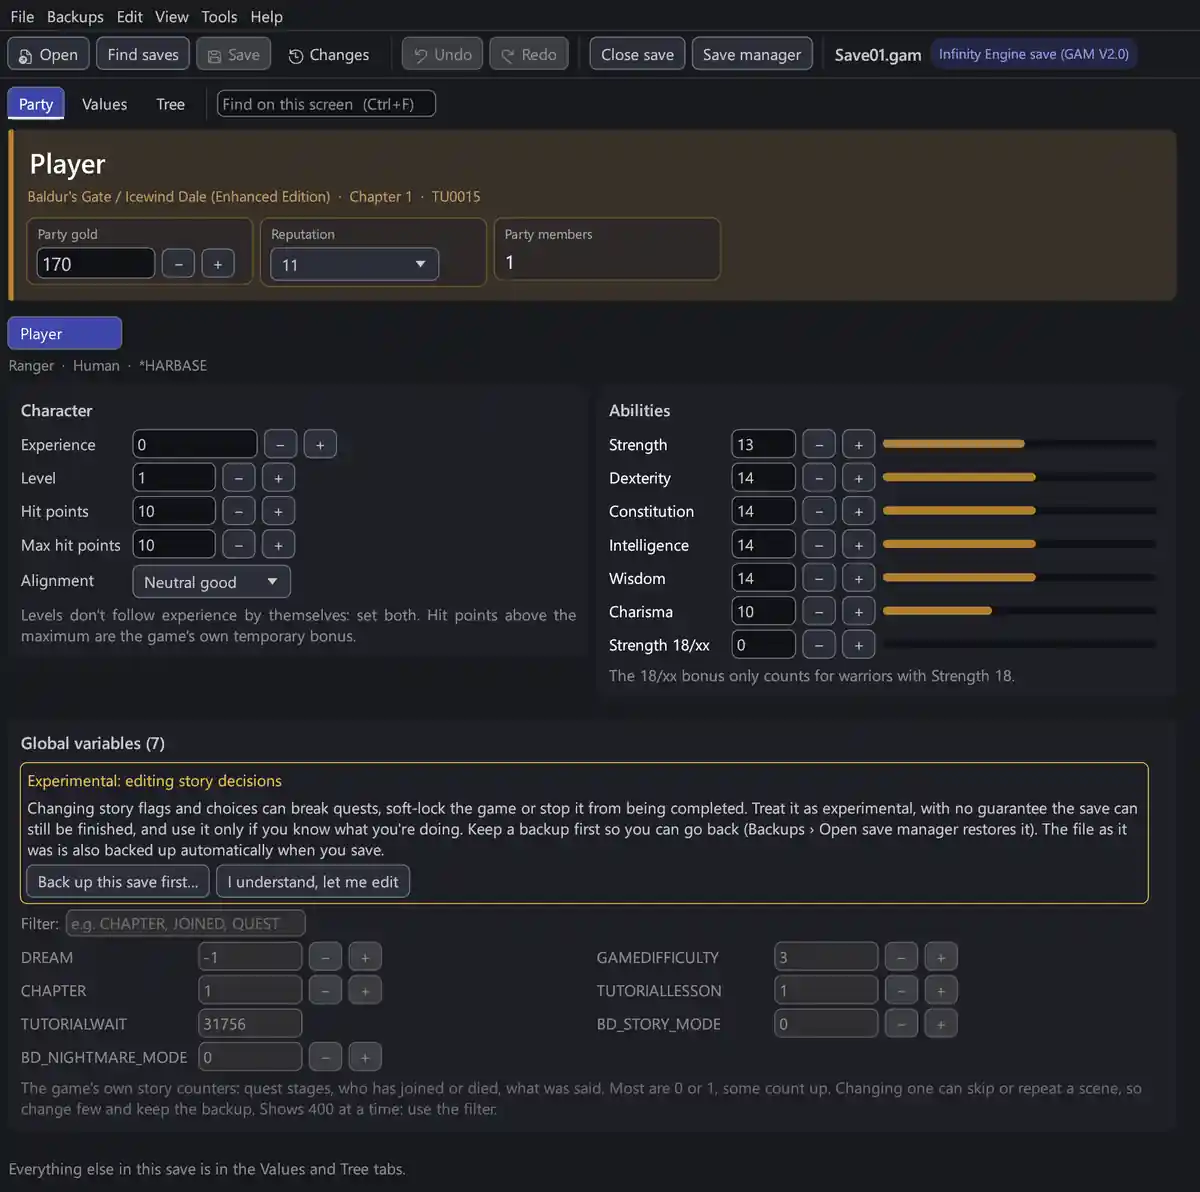 File Backups Edit View Tools Help
Open Find saves Save Changes Undo Redo Close save Save manager Save01.gam Infinity Engine save (GAM V2.0)
Party Values Tree Find on this screen (Ctrl+F)
Player
Baldur's Gate / Icewind Dale (Enhanced Edition) · Chapter 1 · TU0015
Party gold Reputation Party members
170 − + 11 1
Player
Ranger · Human · *HARBASE
Character
Experience 0 − +
Level 1 − +
Hit points 10 − +
Max hit points 10 − +
Alignment Neutral good
Levels don't follow experience by themselves: set both. Hit points above the
maximum are the game's own temporary bonus.
Abilities
Strength 13 − +
Dexterity 14 − +
Constitution 14 − +
Intelligence 14 − +
Wisdom 14 − +
Charisma 10 − +
Strength 18/xx 0 − +
The 18/xx bonus only counts for warriors with Strength 18.
Global variables (7)
Experimental: editing story decisions
Changing story flags and choices can break quests, soft-lock the game or stop it from being completed. Treat it as experimental, with no guarantee the save can
still be finished, and use it only if you know what you're doing. Keep a backup first so you can go back (Backups › Open save manager restores it). The file as it
was is also backed up automatically when you save.
Back up this save first... I understand, let me edit
Filter: e.g. CHAPTER, JOINED, QUEST
DREAM -1 − + GAMEDIFFICULTY 3 − +
CHAPTER 1 − + TUTORIALLESSON 1 − +
TUTORIALWAIT 31756 BD_STORY_MODE 0 − +
BD_NIGHTMARE_MODE 0 − +
The game's own story counters: quest stages, who has joined or died, what was said. Most are 0 or 1, some count up. Changing one can skip or repeat a scene, so
change few and keep the backup. Shows 400 at a time: use the filter.
Everything else in this save is in the Values and Tree tabs.